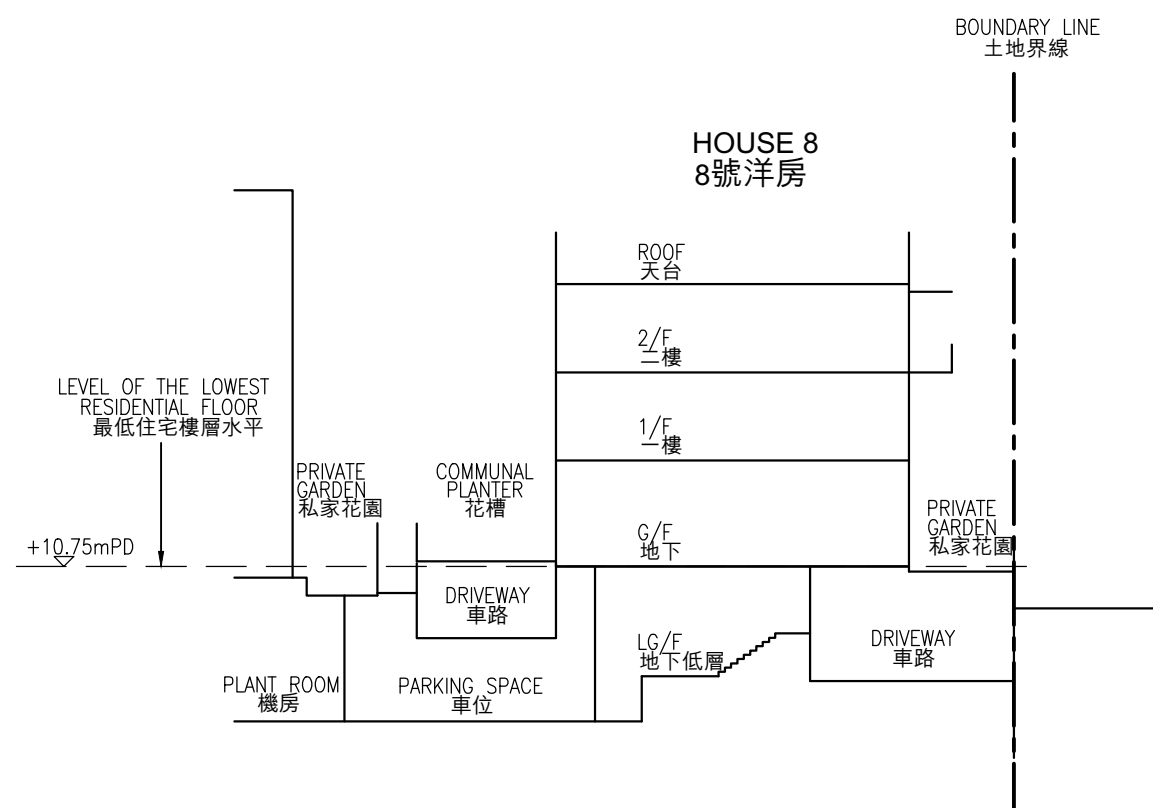 BOUNDARY LINE
土地界線
HOUSE 8
8號洋房
ROOF
天台
2/F
二樓
LEVEL OF THE LOWEST
RESIDENTIAL FLOOR
最低住宅樓層水平
1/F
一樓
PRIVATE
GARDEN
私家花園
COMMUNAL
PLANTER
花槽
PRIVATE
GARDEN
私家花園
G/F
地下
+10.75mPD
DRIVEWAY
車路
LG/F
地下低層
DRIVEWAY
車路
PLANT ROOM
機房
PARKING SPACE
車位